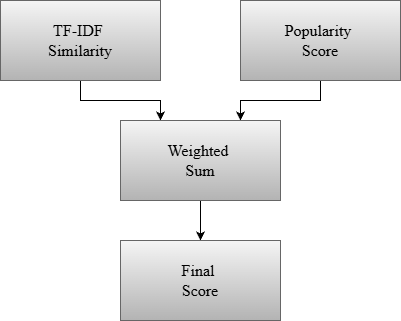 TF-IDF
Similarity
Popularity
Score
Weighted
Sum
Final
Score